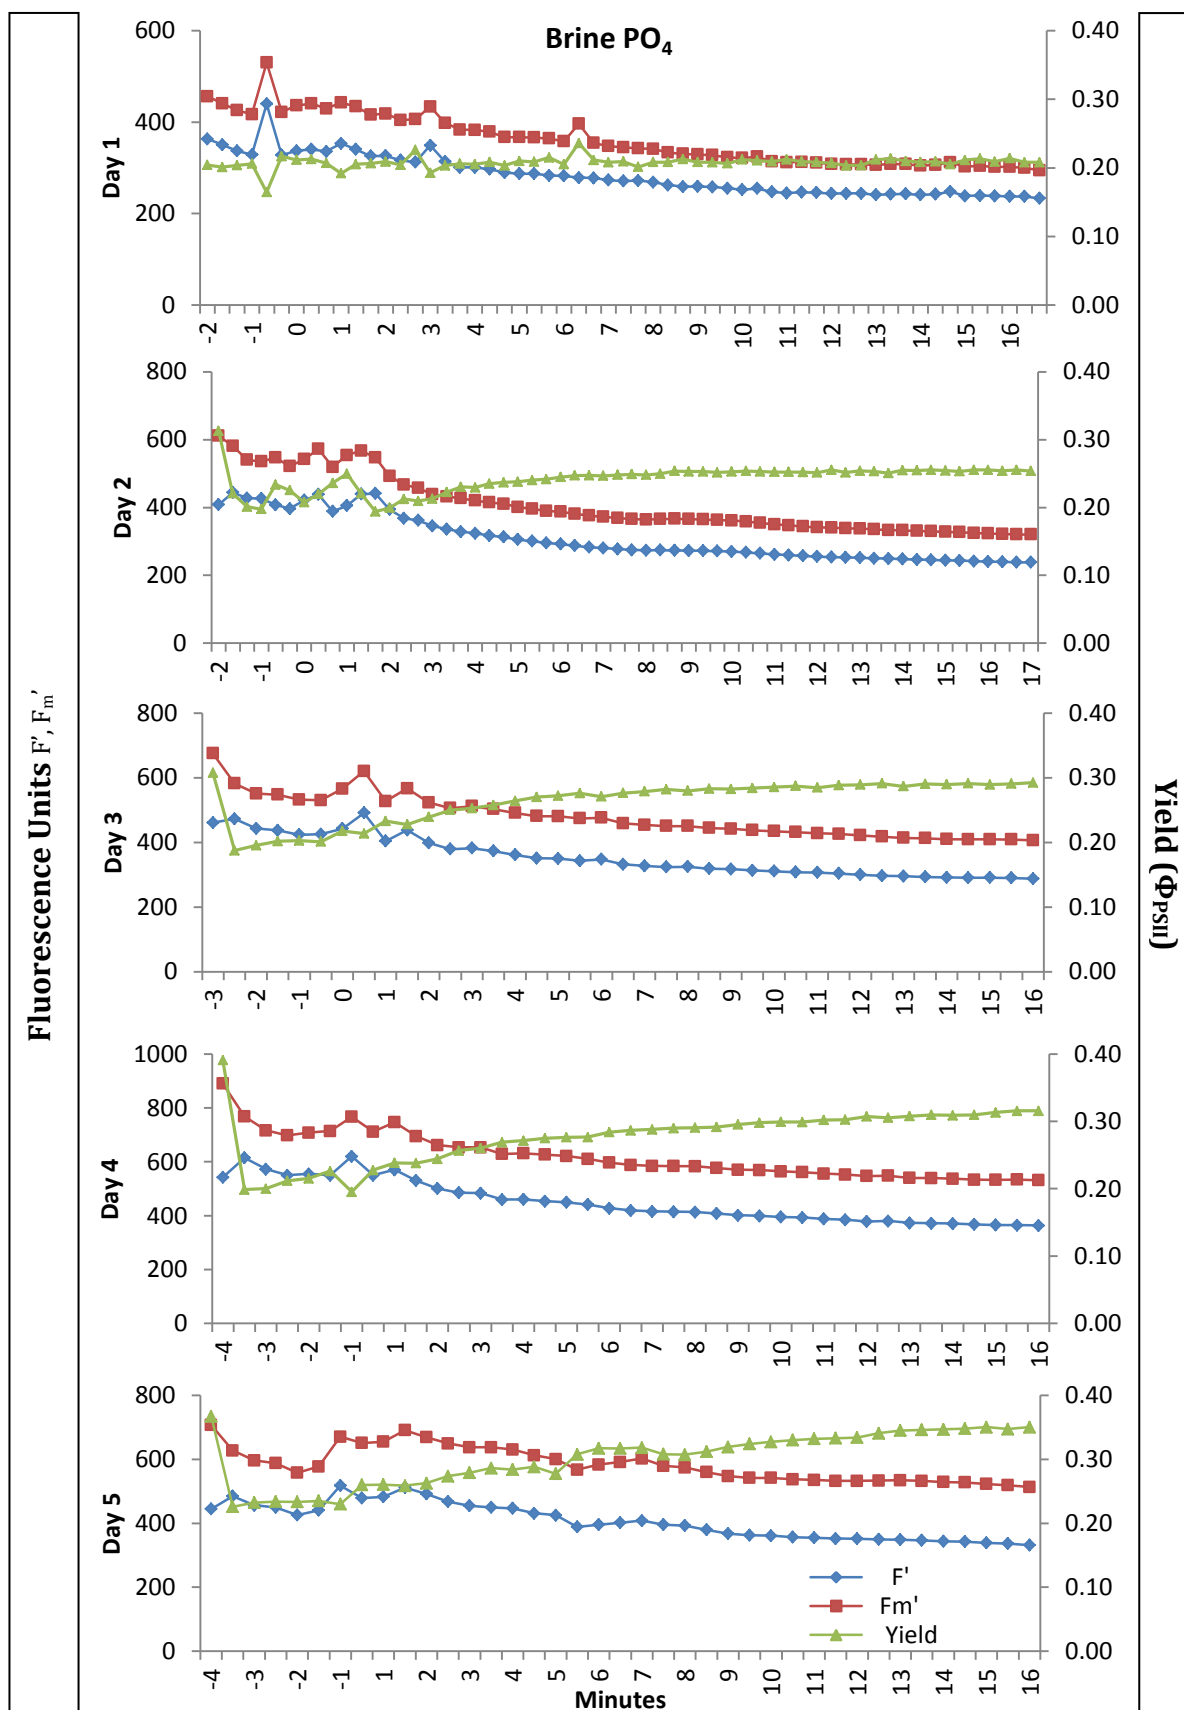 Brine PO4
Fluorescence Units F', Fm'
Yield (ΦPSII)
Day 1
600
400
200
0
0.40
0.30
0.20
0.10
0.00
-2 -1 0 1 2 3 4 5 6 7 8 9 10 11 12 13 14 15 16
Day 2
800
600
400
200
0
0.40
0.30
0.20
0.10
0.00
-2 -1 0 1 2 3 4 5 6 7 8 9 10 11 12 13 14 15 16 17
Day 3
800
600
400
200
0
0.40
0.30
0.20
0.10
0.00
-3 -2 -1 0 1 2 3 4 5 6 7 8 9 10 11 12 13 14 15 16
Day 4
1000
800
600
400
200
0
0.40
0.30
0.20
0.10
0.00
-4 -3 -2 -1 1 2 3 4 5 6 7 8 9 10 11 12 13 14 15 16
Day 5
800
600
400
200
0
0.40
0.30
0.20
0.10
0.00
F'
Fm'
Yield
-4 -3 -2 -1 1 2 3 4 5 6 7 8 9 10 11 12 13 14 15 16
Minutes